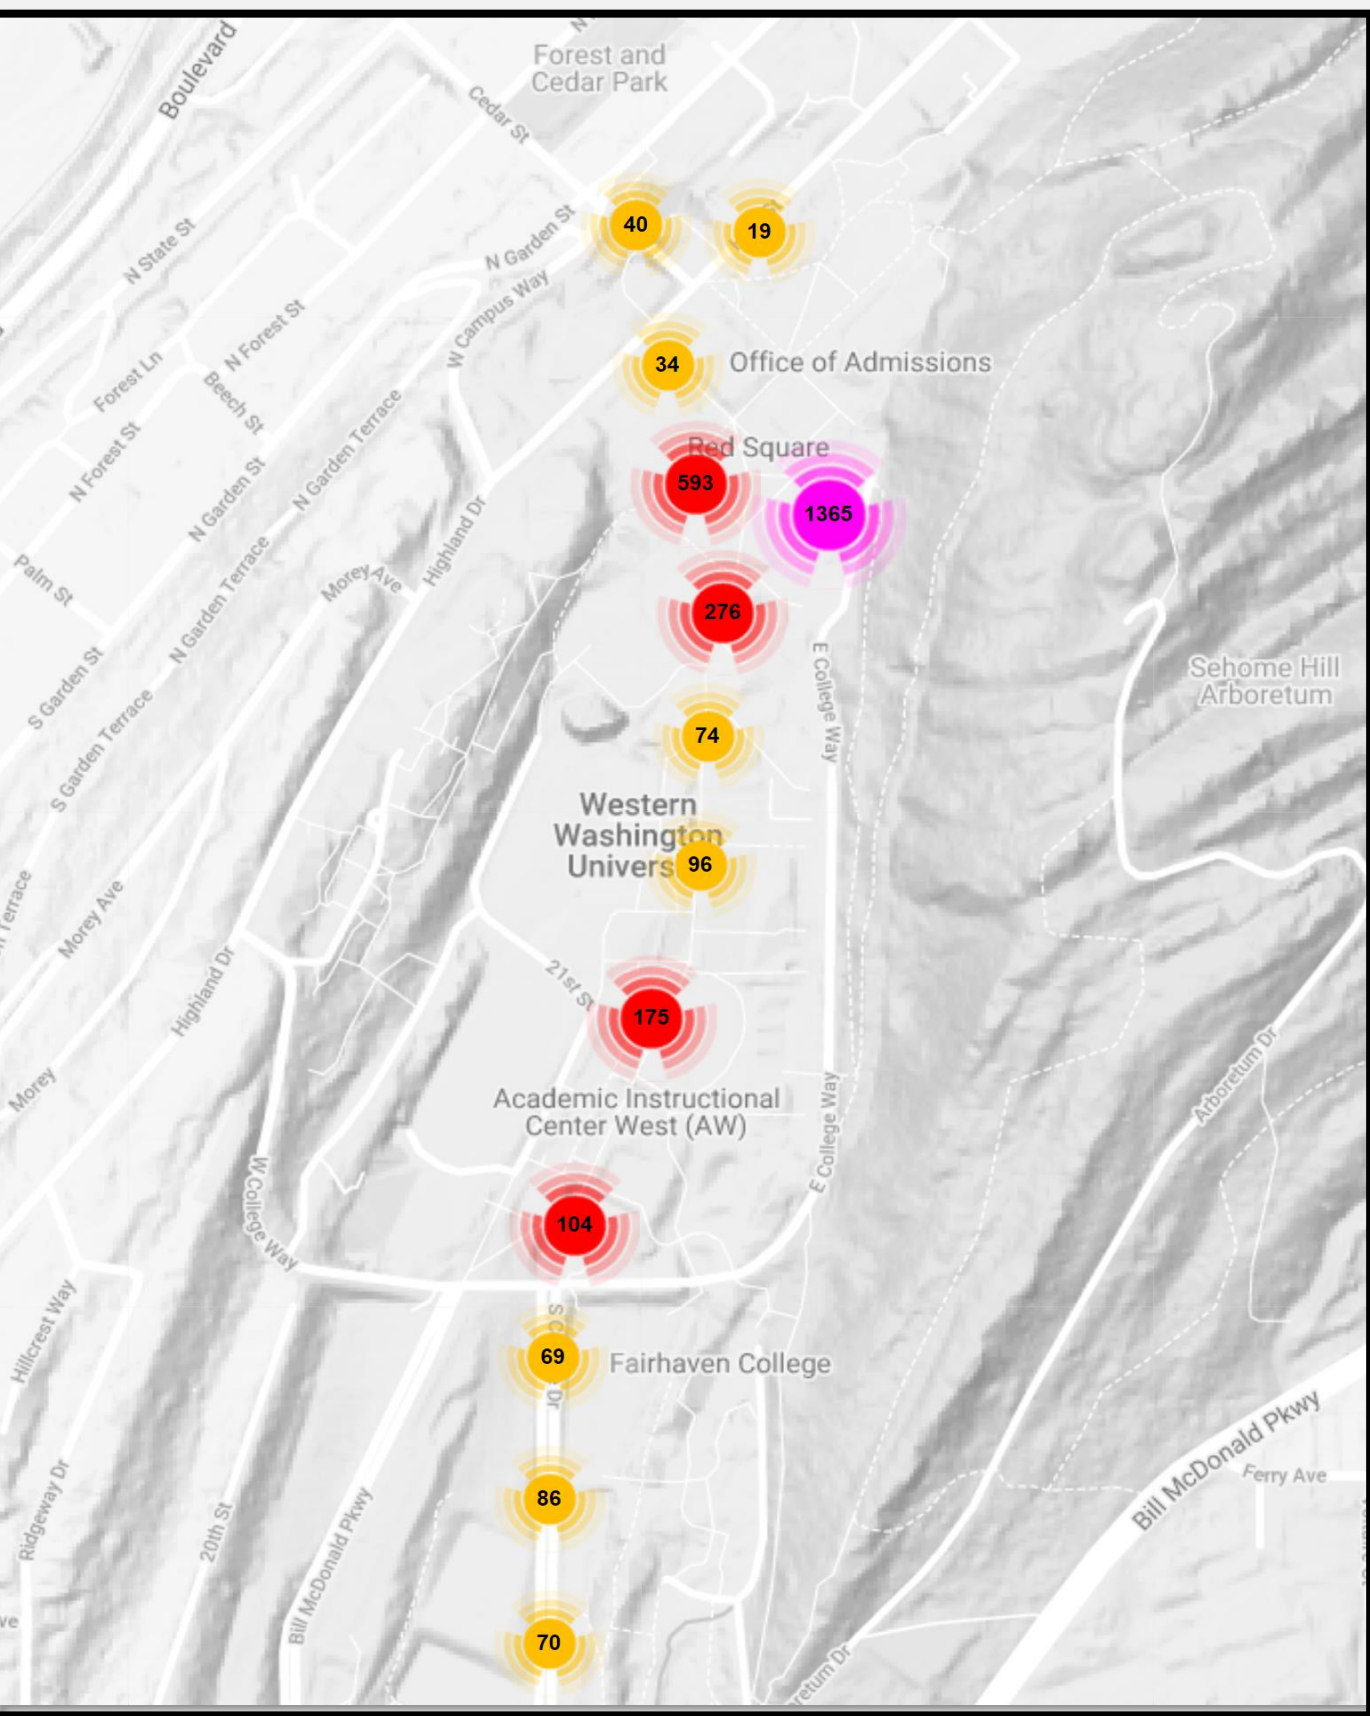 Boulevard
Forest and
Cedar Park
Cedar St
40
19
N State St
N Garden St
W Campus Way
N Forest St
34
Office of Admissions
Forest Ln
Beech St
N Garden Terrace
N Forest St
N Garden St
Red Square
593
1365
Highland Dr
Morey Ave
Palm St
N Garden Terrace
276
E College Way
Sehome Hill
Arboretum
S Garden St
S Garden Terrace
74
Western
Washington
Univers
96
Terrace
Morey Ave
Highland Dr
21st St
175
Morey
Academic Instructional
Center West (AW)
E College Way
Arboretum Dr
W College Way
104
Hillcrest Way
S C
69
Dr
Fairhaven College
Bill McDonald Pkwy
Ferry Ave
Ridgeway Dr
20th St
Bill McDonald Pkwy
86
70
ve
retum Dr